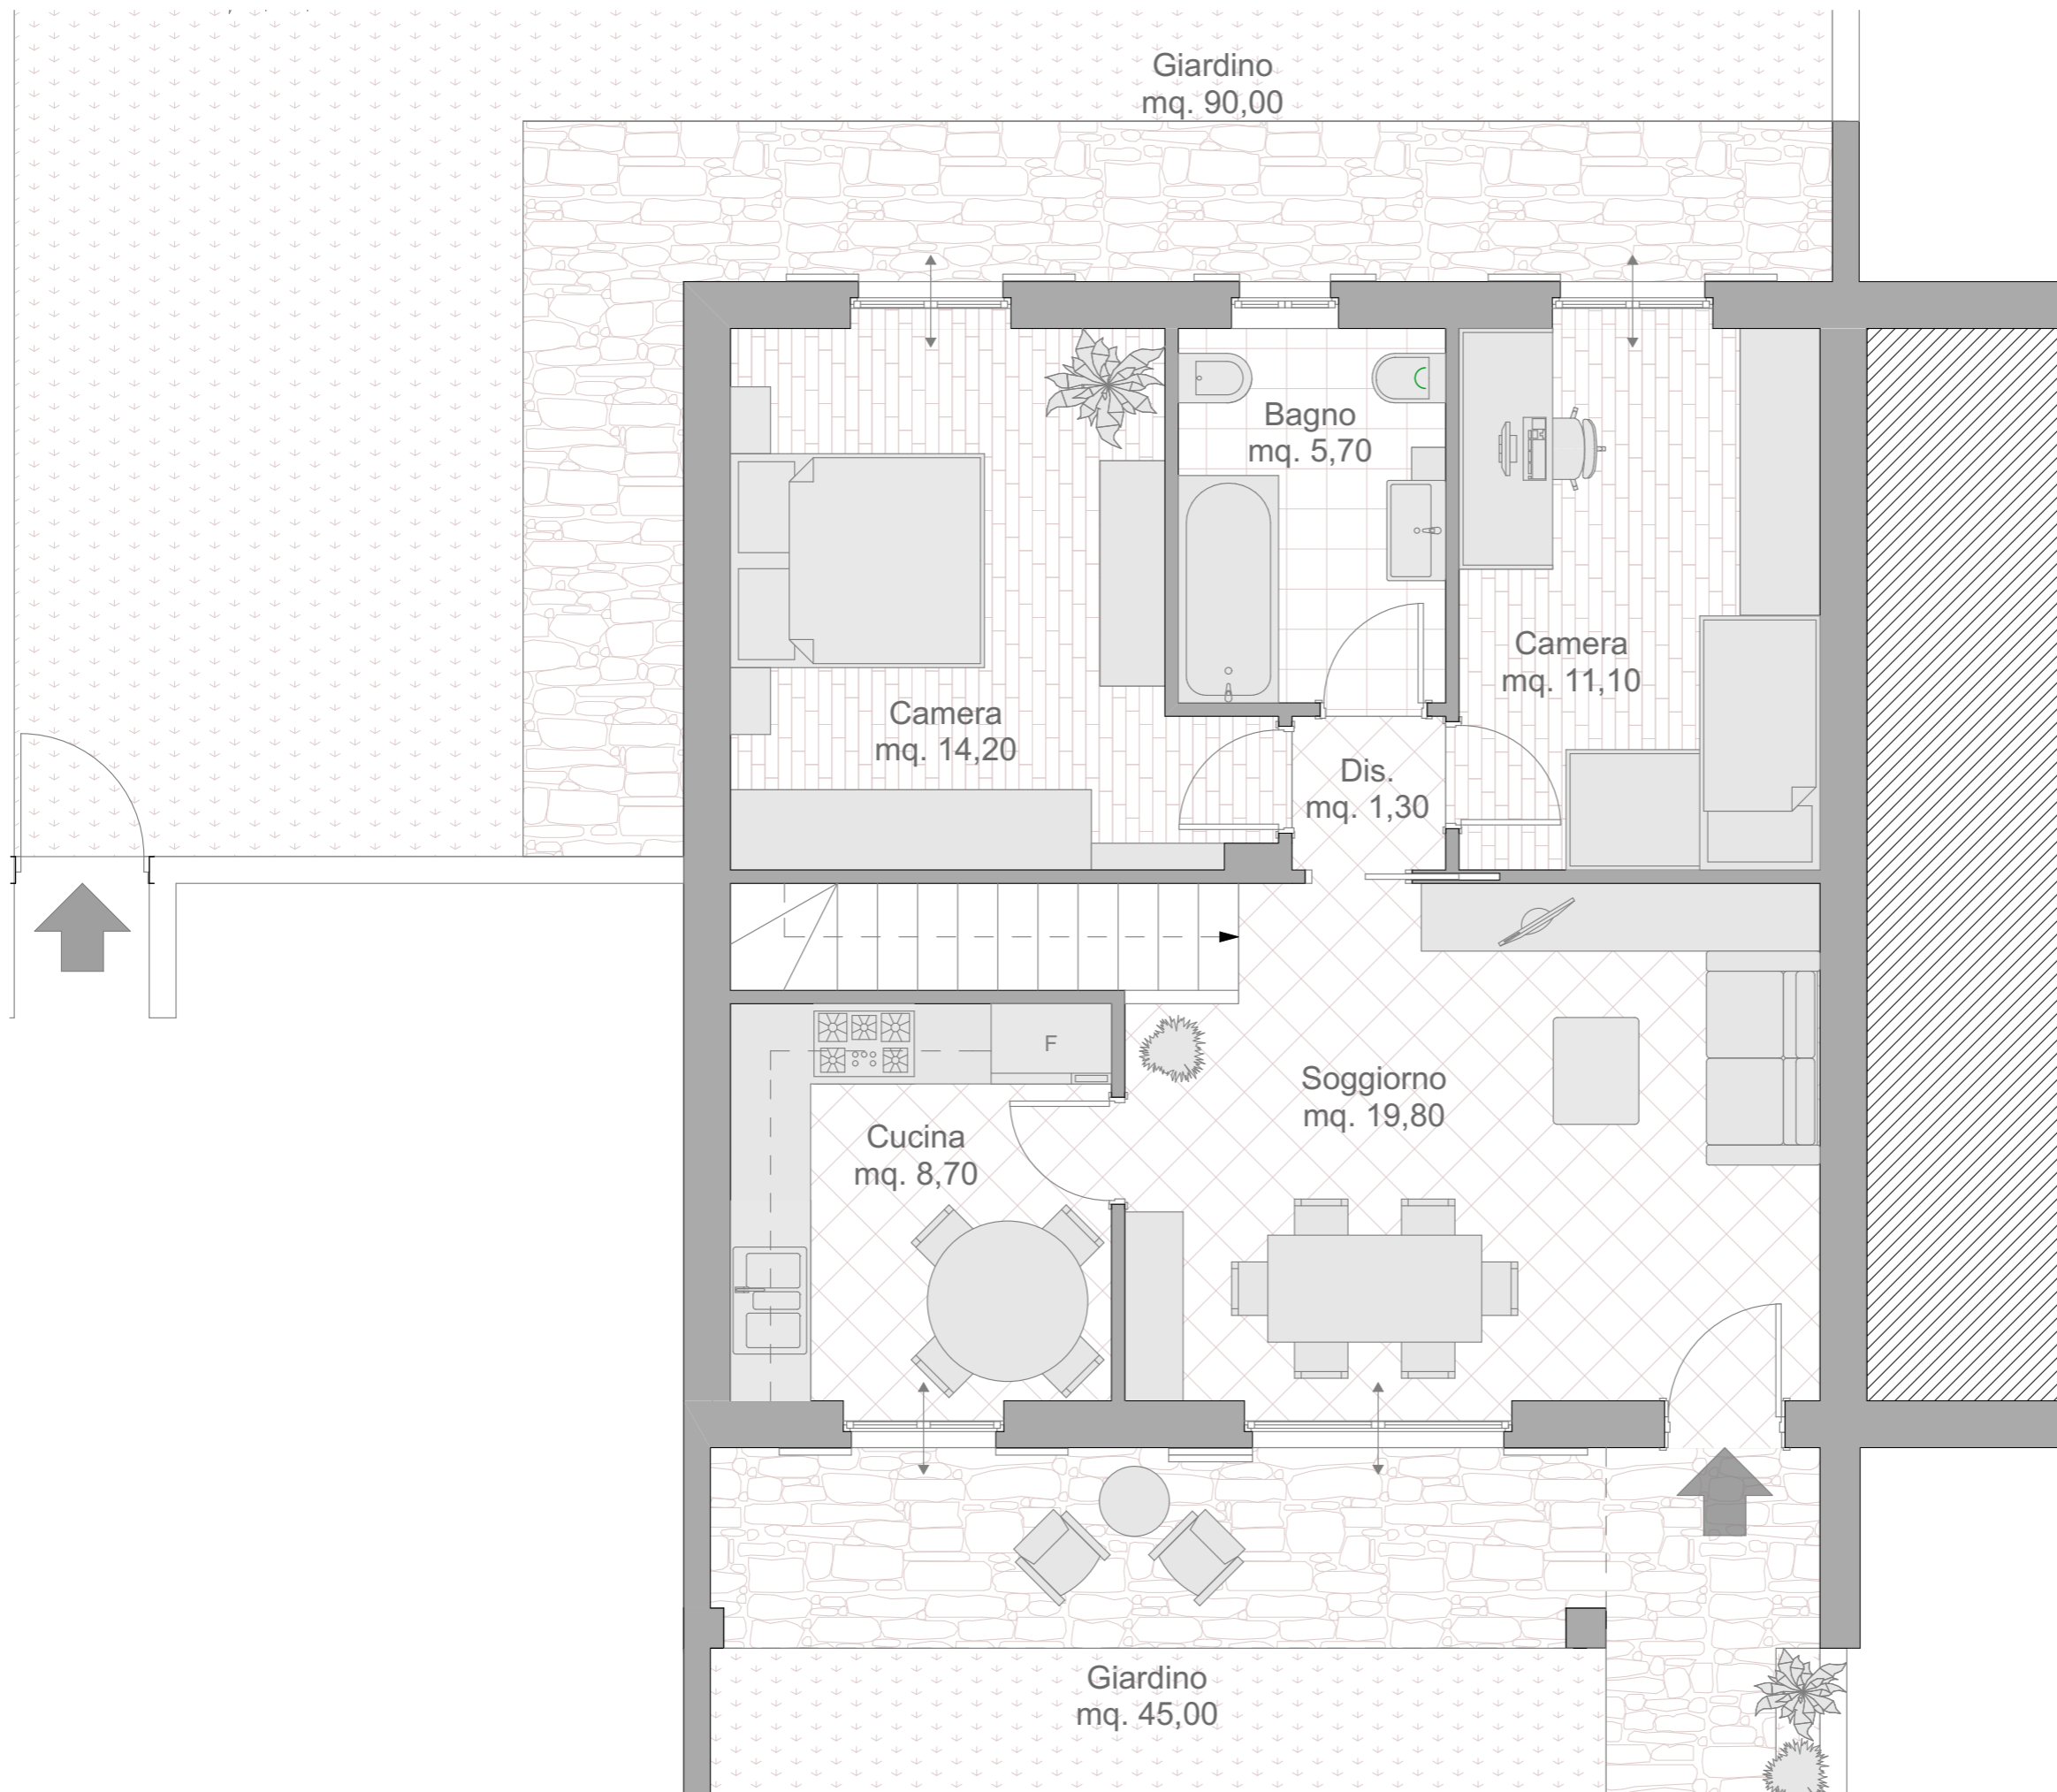 Giardino
mq. 90,00
Bagno
mq. 5,70
Camera
mq. 11,10
Camera
mq. 14,20
Dis.
mq. 1,30
F
Soggiorno
mq. 19,80
Cucina
mq. 8,70
Giardino
mq. 45,00